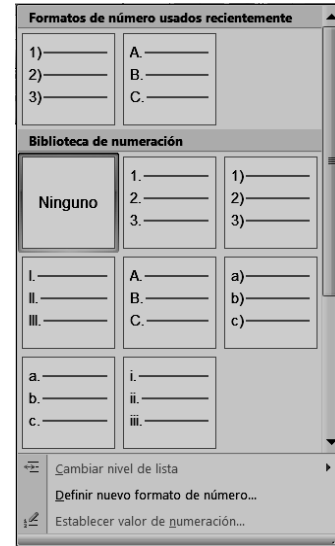 Formatos de número usados recientemente
1) A.
2) B.
3) C.
Biblioteca de numeración
Ninguno
1. 1)
2. 2)
3. 3)
I. A. a)
II. B. b)
III. C. c)
a. i.
b. ii.
c. iii.
Cambiar nivel de lista
Definir nuevo formato de número...
Establecer valor de numeración...